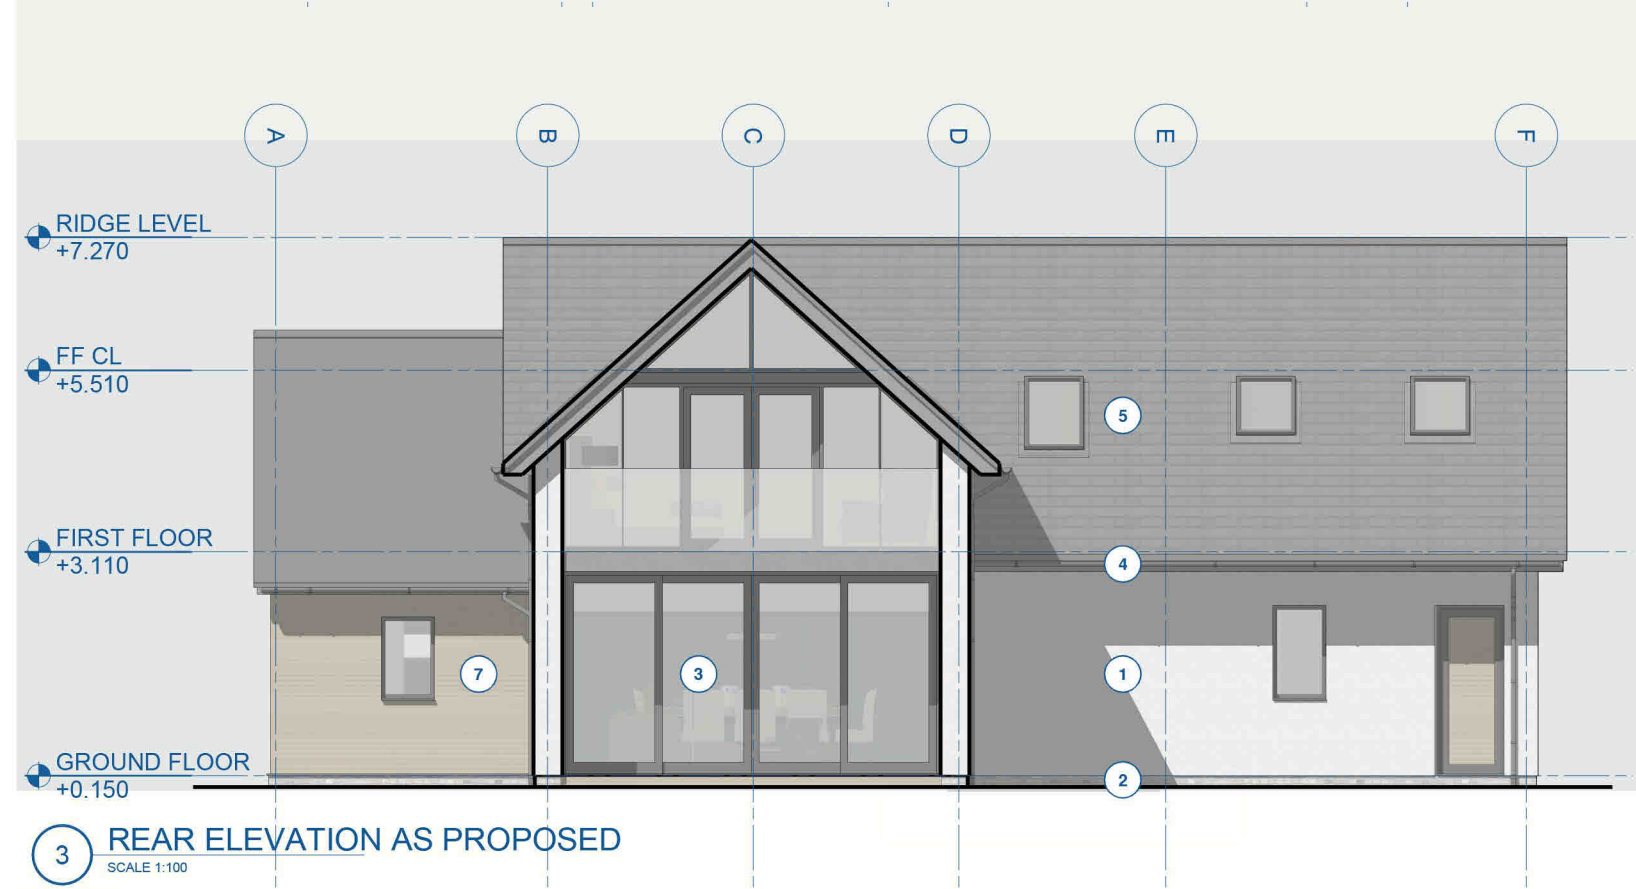 A B C D E F
RIDGE LEVEL
+7.270
FF CL
+5.510
5
FIRST FLOOR
+3.110
4
7 3 1
GROUND FLOOR
+0.150
2
3 REAR ELEVATION AS PROPOSED
SCALE 1:100